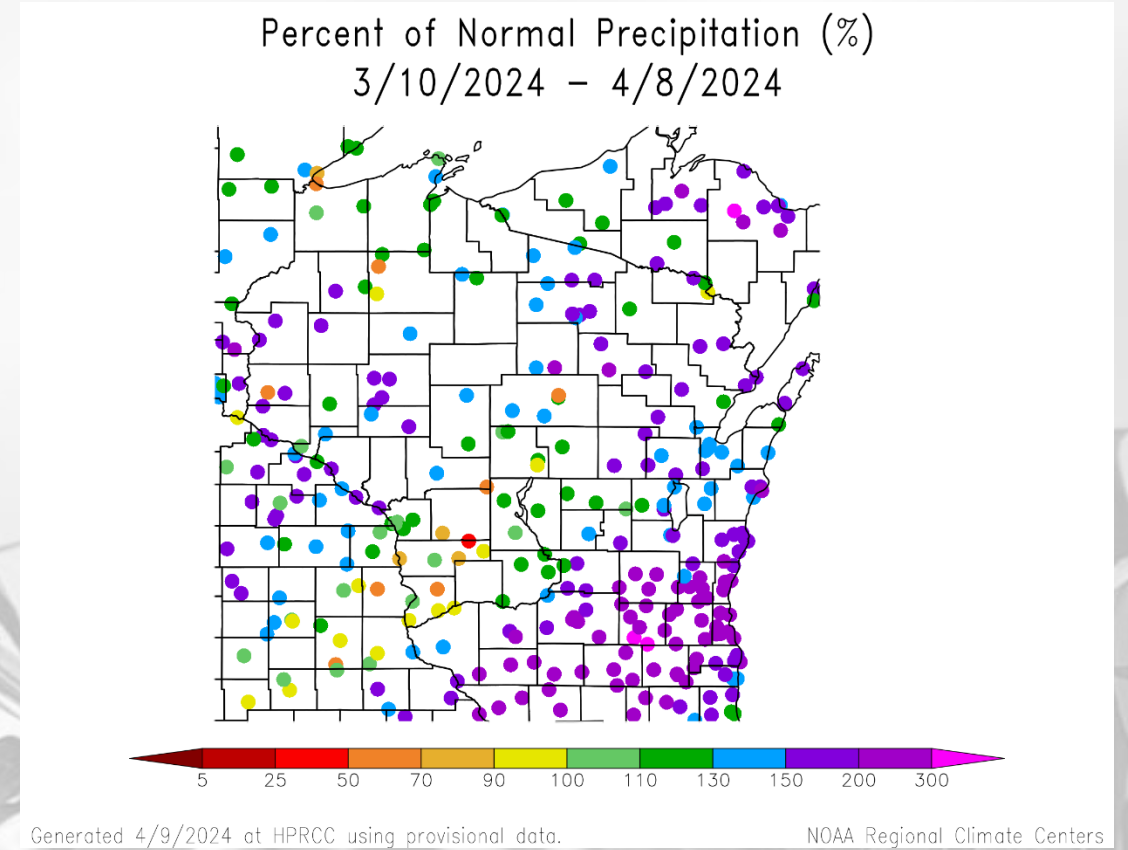 Percent of Normal Precipitation (%)
3/10/2024 – 4/8/2024
5 25 50 70 90 100 110 130 150 200 300
Generated 4/9/2024 at HPRCC using provisional data.
NOAA Regional Climate Centers